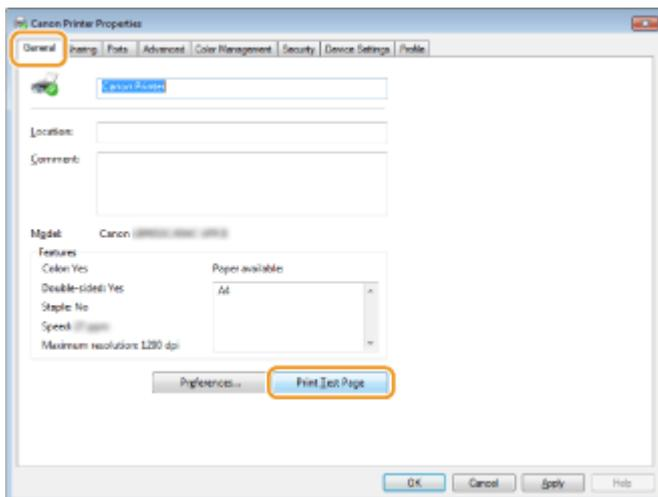 Canon Printer Properties
General Sharing Ports Advanced Color Management Security Device Settings Profile
Canon Printer
Location:
Comment:
Model: Canon
Features
Color: Yes
Paper available:
Double-sided: Yes
A4
Staple: No
Speed:
Maximum resolution: 1200 dpi
Preferences... Print Test Page
OK Cancel Apply Help